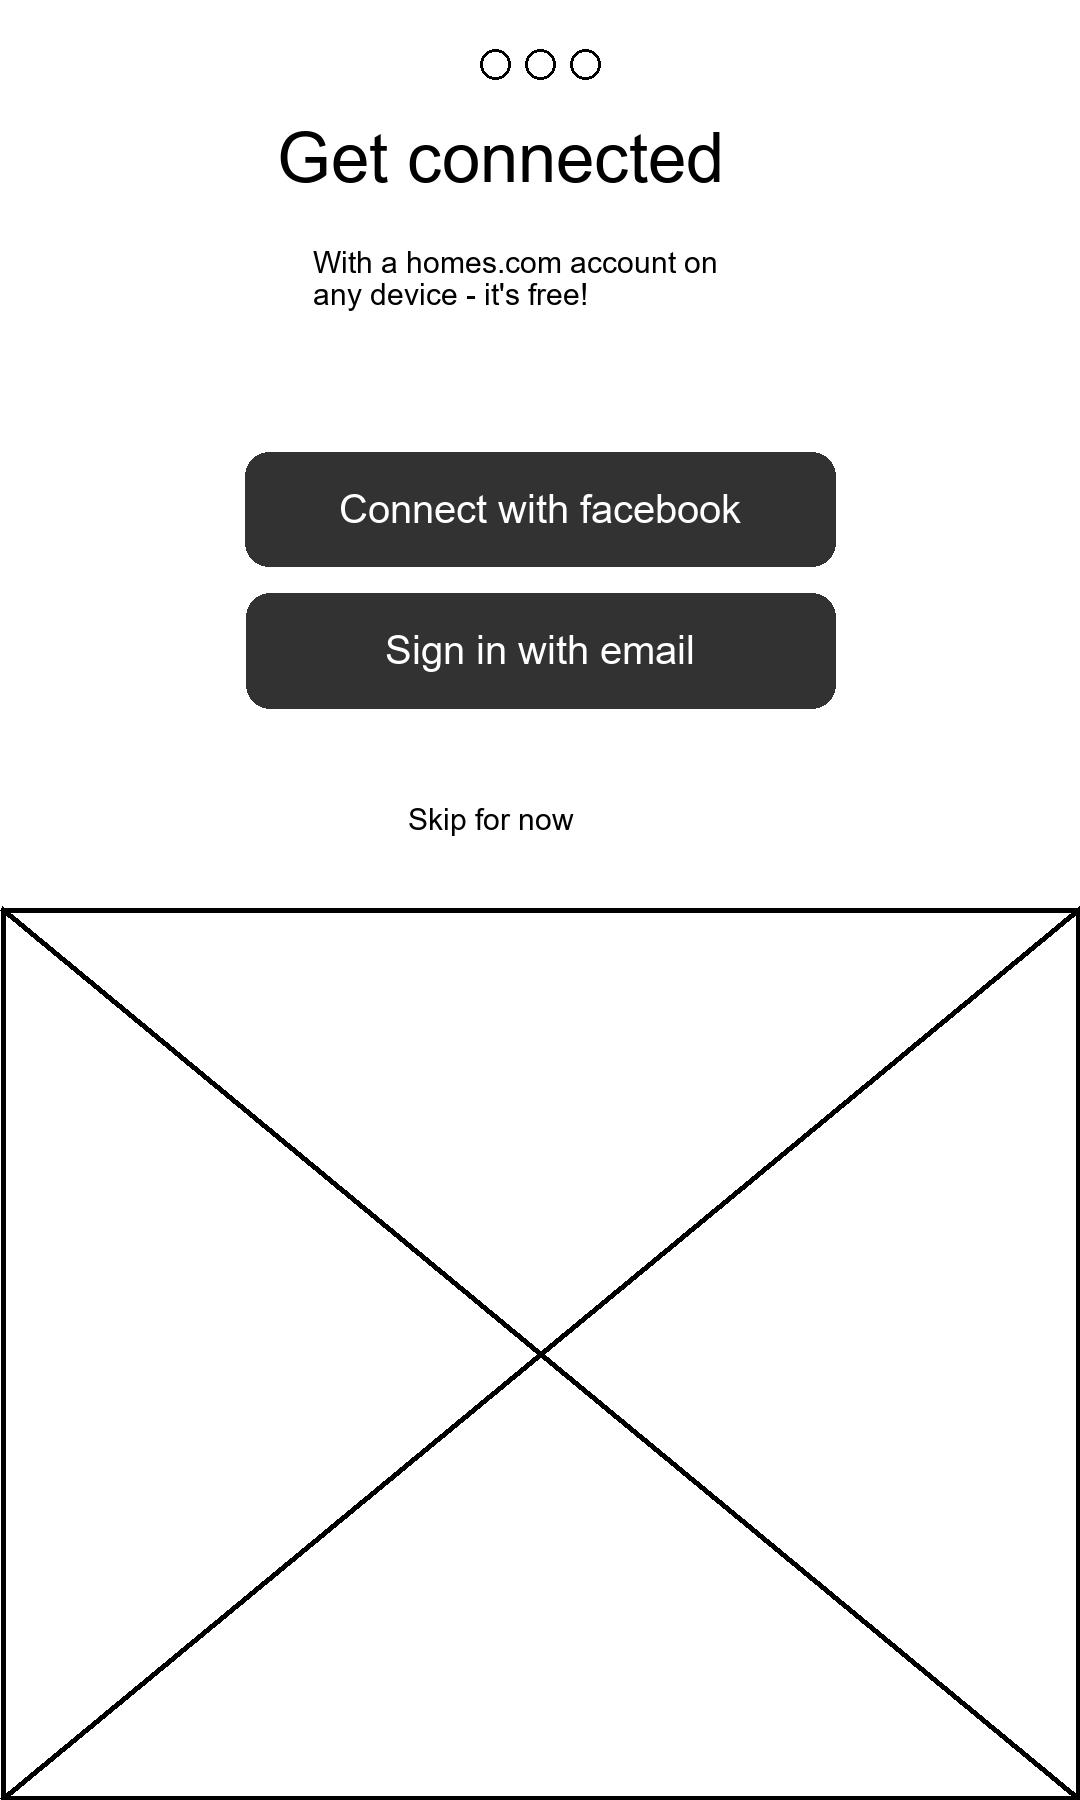 Get connected
With a homes.com account on
any device - it's free!
Connect with facebook
Sign in with email
Skip for now